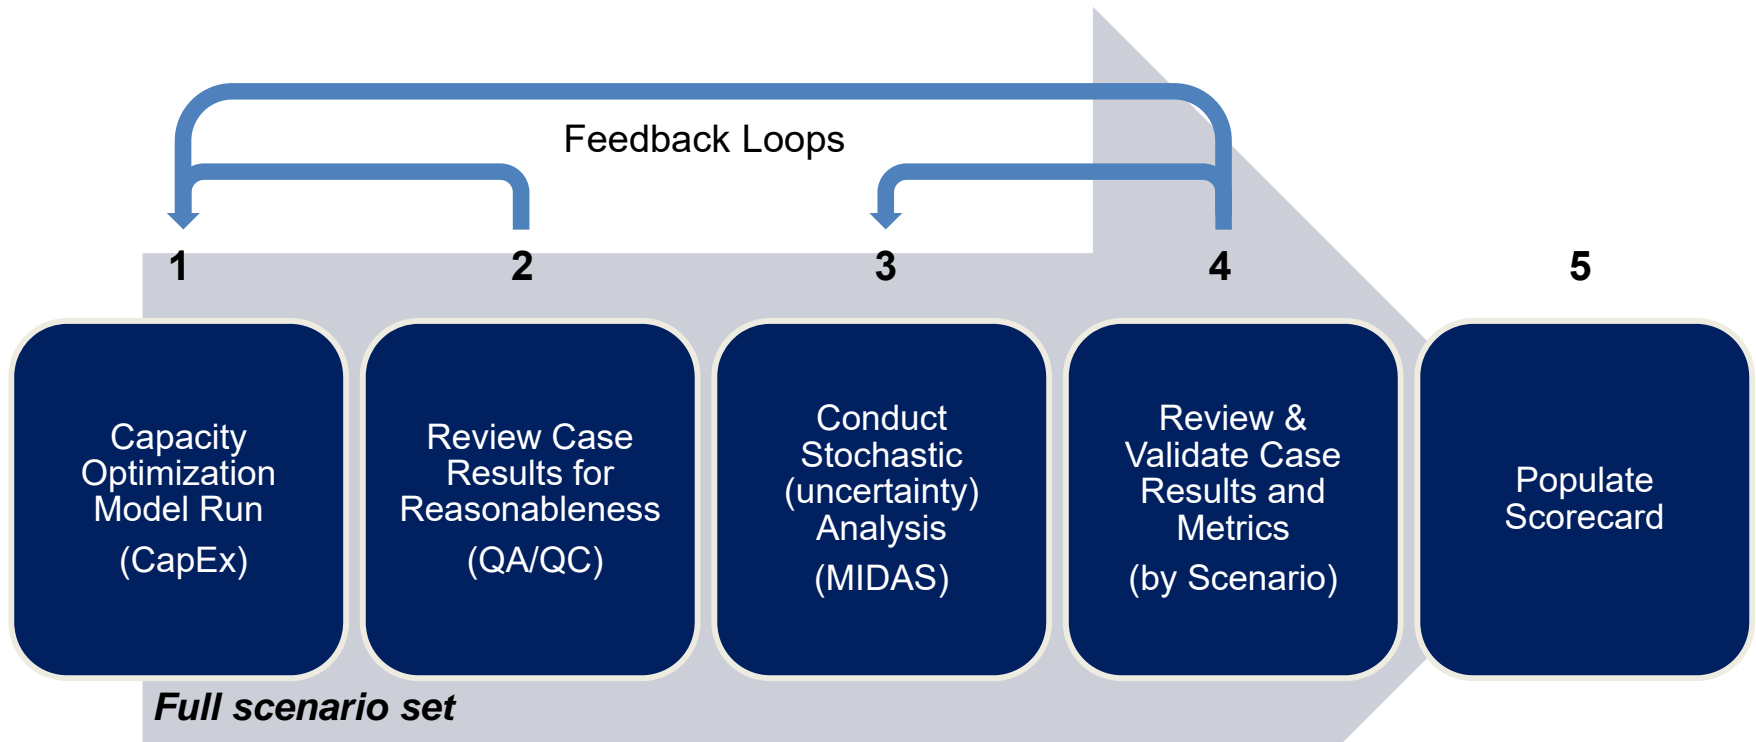 Feedback Loops
1
2
3
4
5
Capacity
Optimization
Model Run
(CapEx)
Review Case
Results for
Reasonableness
(QA/QC)
Conduct
Stochastic
(uncertainty)
Analysis
(MIDAS)
Review &
Validate Case
Results and
Metrics
(by Scenario)
Populate
Scorecard
Full scenario set